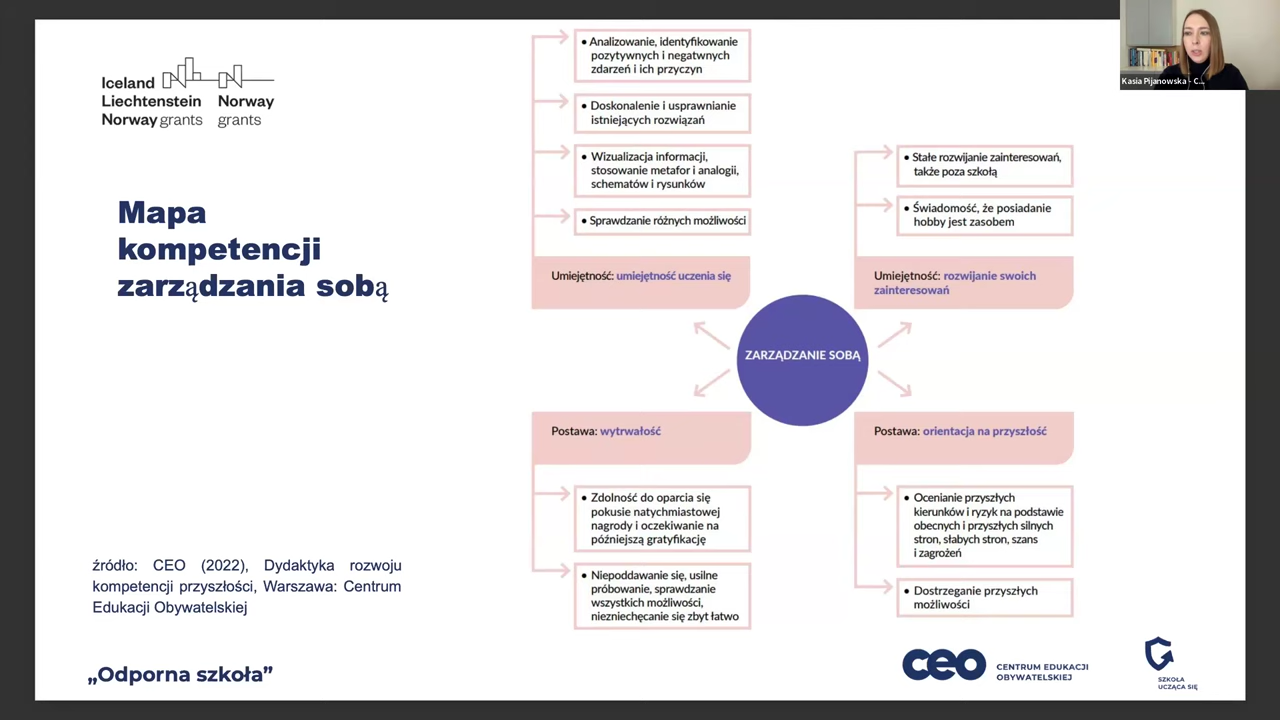 Kasia Pijanowska - C...
Iceland
Liechtenstein Norway
Norway grants grants
Mapa
kompetencji
zarządzania sobą
• Analizowanie, identyfikowanie
pozytywnych i negatwnych
zdarzeń i ich przyczyn
• Doskonalenie i usprawnianie
istniejących rozwiązań
• Wizualizacja informacji,
stosowanie metafor i analogii,
schematów i rysunków
• Sprawdzanie różnych możliwości
Umiejętność: umiejętność uczenia się
• Stałe rozwijanie zainteresowań,
także poza szkołą
• Świadomość, że posiadanie
hobby jest zasobem
Umiejętność: rozwijanie swoich
zainteresowań
ZARZĄDZANIE SOBĄ
Postawa: wytrwałość
• Zdolność do oparcia się
pokusie natychmiastowej
nagrody i oczekiwanie na
późniejszą gratyfikację
• Niepoddawanie się, usilne
próbowanie, sprawdzanie
wszystkich możliwości,
niezniechęcanie się zbyt łatwo
Postawa: orientacja na przyszłość
• Ocenianie przyszłych
kierunków i ryzyk na podstawie
obecnych i przyszłych silnych
stron, słabych stron, szans
i zagrożeń
• Dostrzeganie przyszłych
możliwości
źródło: CEO (2022), Dydaktyka rozwoju
kompetencji przyszłości, Warszawa: Centrum
Edukacji Obywatelskiej
„Odporna szkoła”
ceo CENTRUM EDUKACJI
OBYWATELSKIEJ
SZKOŁA
UCZĄCA SIĘ